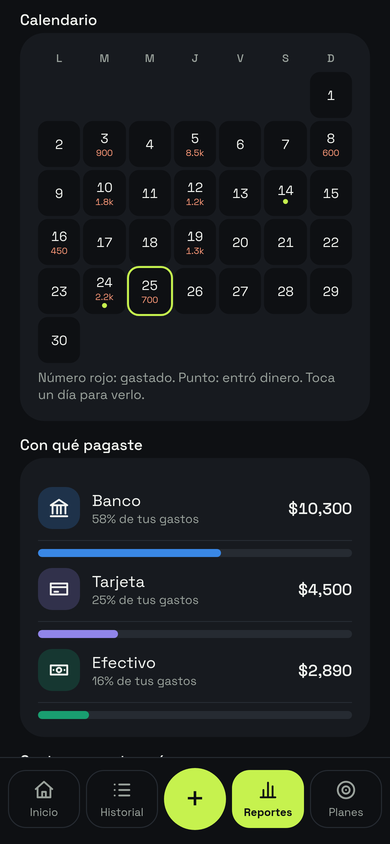 Calendario
L M M J V S D
1
2 3 4 5 6 7 8
900 8.5k 600
9 10 11 12 13 14 15
1.8k 1.2k
16 17 18 19 20 21 22
450 1.3k
23 24 25 26 27 28 29
2.2k 700
30
Número rojo: gastado. Punto: entró dinero. Toca
un día para verlo.
Con qué pagaste
Banco
$10,300
58% de tus gastos
Tarjeta
$4,500
25% de tus gastos
Efectivo
$2,890
16% de tus gastos
+
Inicio Historial Reportes Planes